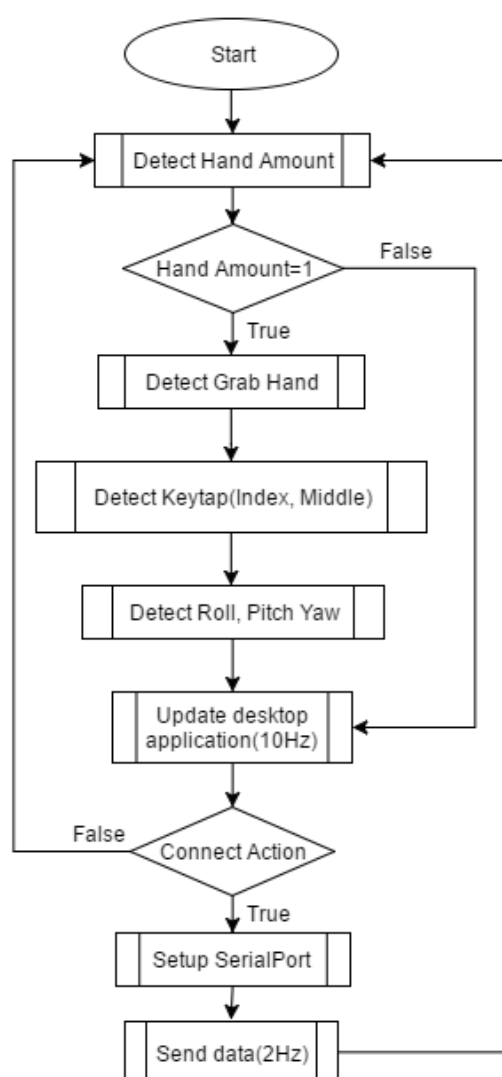 Start
Detect Hand Amount
Hand Amount=1
False
True
Detect Grab Hand
Detect Keytap(Index, Middle)
Detect Roll, Pitch Yaw
Update desktop
application(10Hz)
False
Connect Action
True
Setup SerialPort
Send data(2Hz)